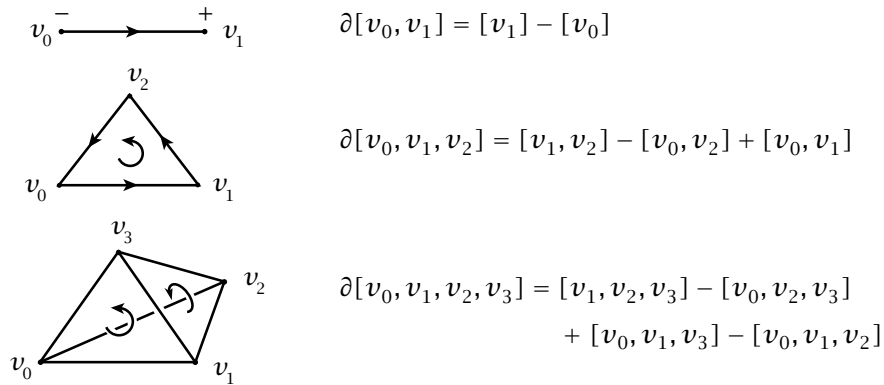 − +
v₀ v₁ ∂[v₀, v₁] = [v₁] − [v₀]
v₂
∂[v₀, v₁, v₂] = [v₁, v₂] − [v₀, v₂] + [v₀, v₁]
v₀ v₁
v₃
v₂
∂[v₀, v₁, v₂, v₃] = [v₁, v₂, v₃] − [v₀, v₂, v₃]
+ [v₀, v₁, v₃] − [v₀, v₁, v₂]
v₀ v₁